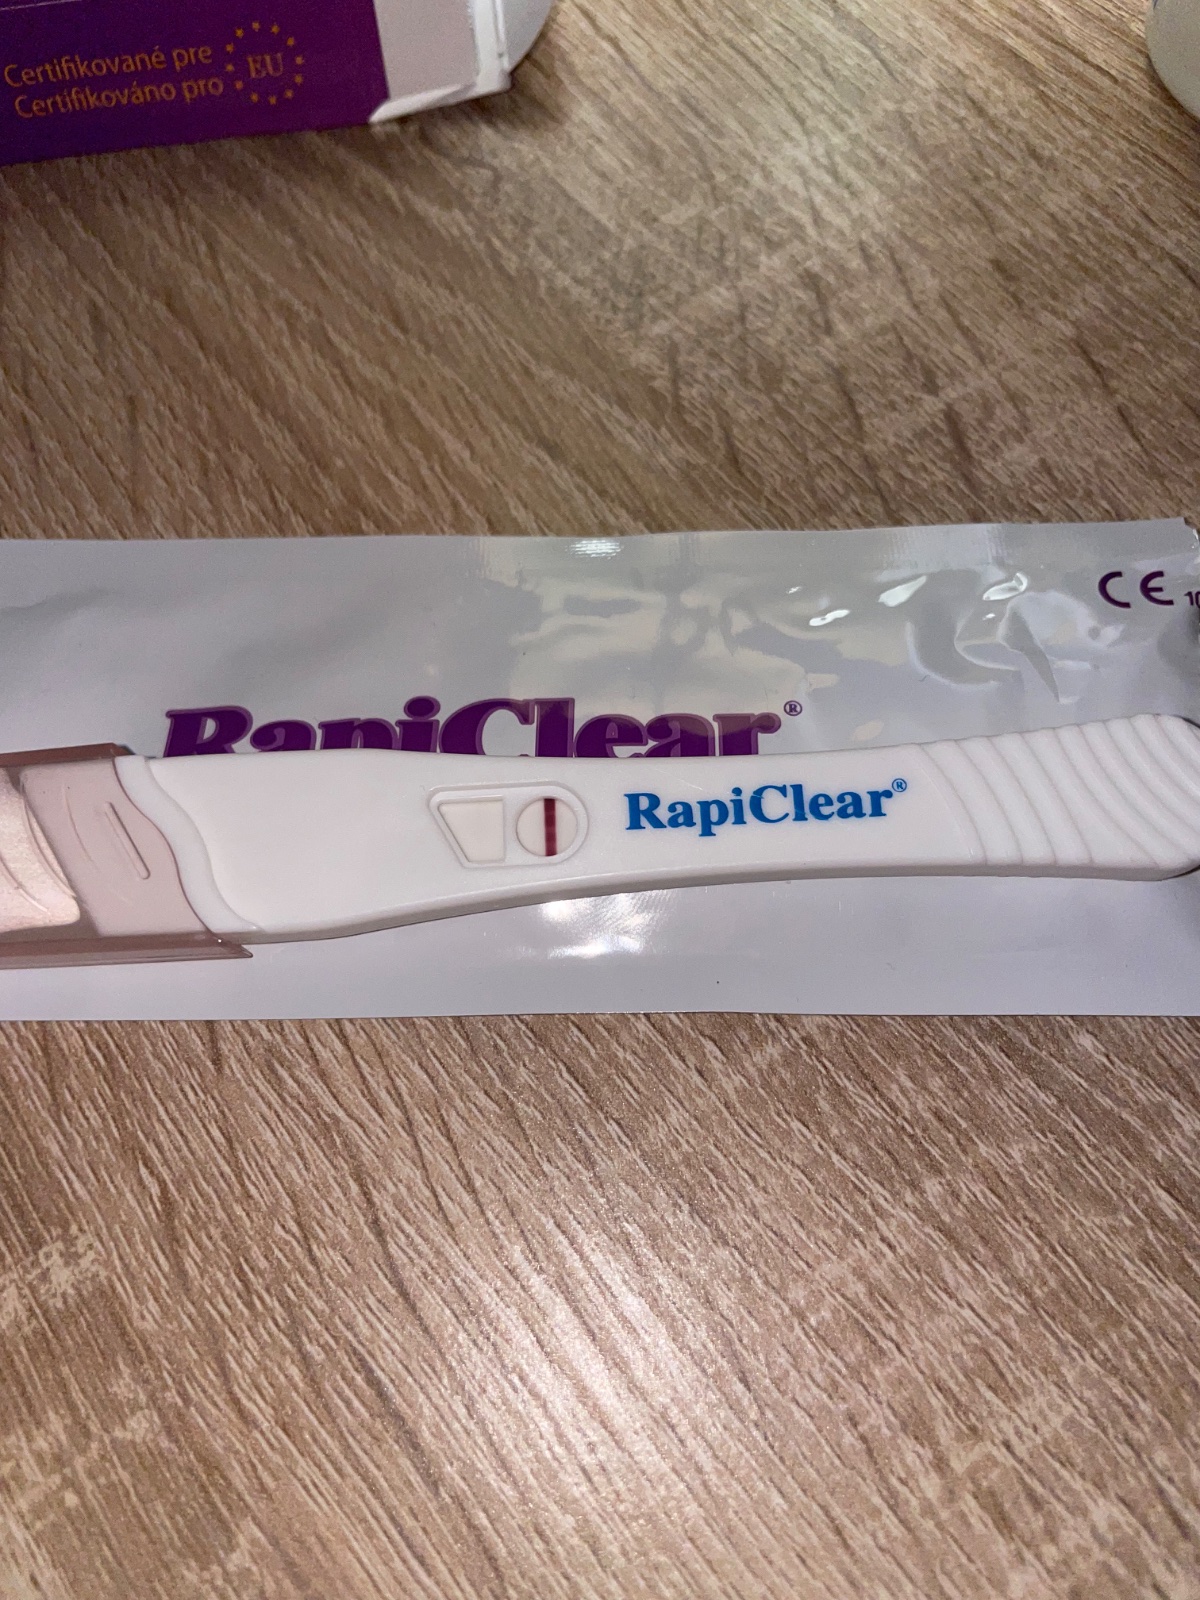 Certifikované pre
Certifikováno pro
EU
CE
RapiClear®
RapiClear®